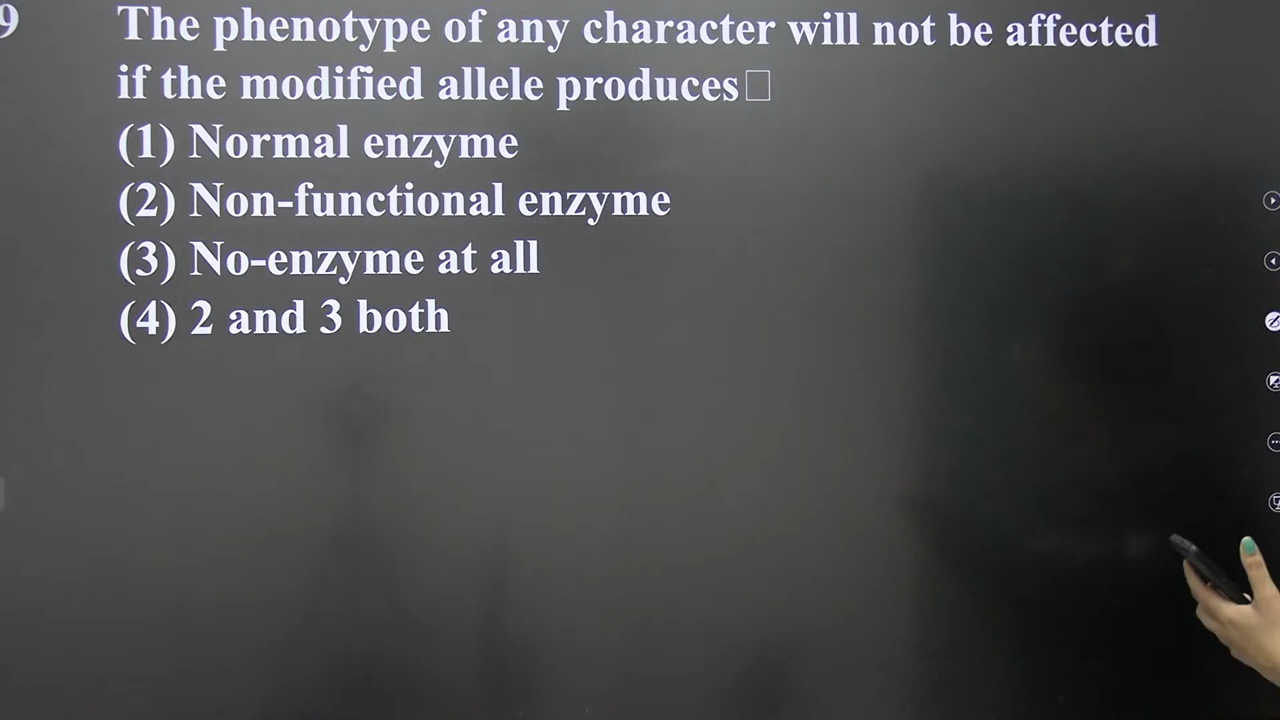 9 The phenotype of any character will not be affected
if the modified allele produces□
(1) Normal enzyme
(2) Non-functional enzyme
(3) No-enzyme at all
(4) 2 and 3 both